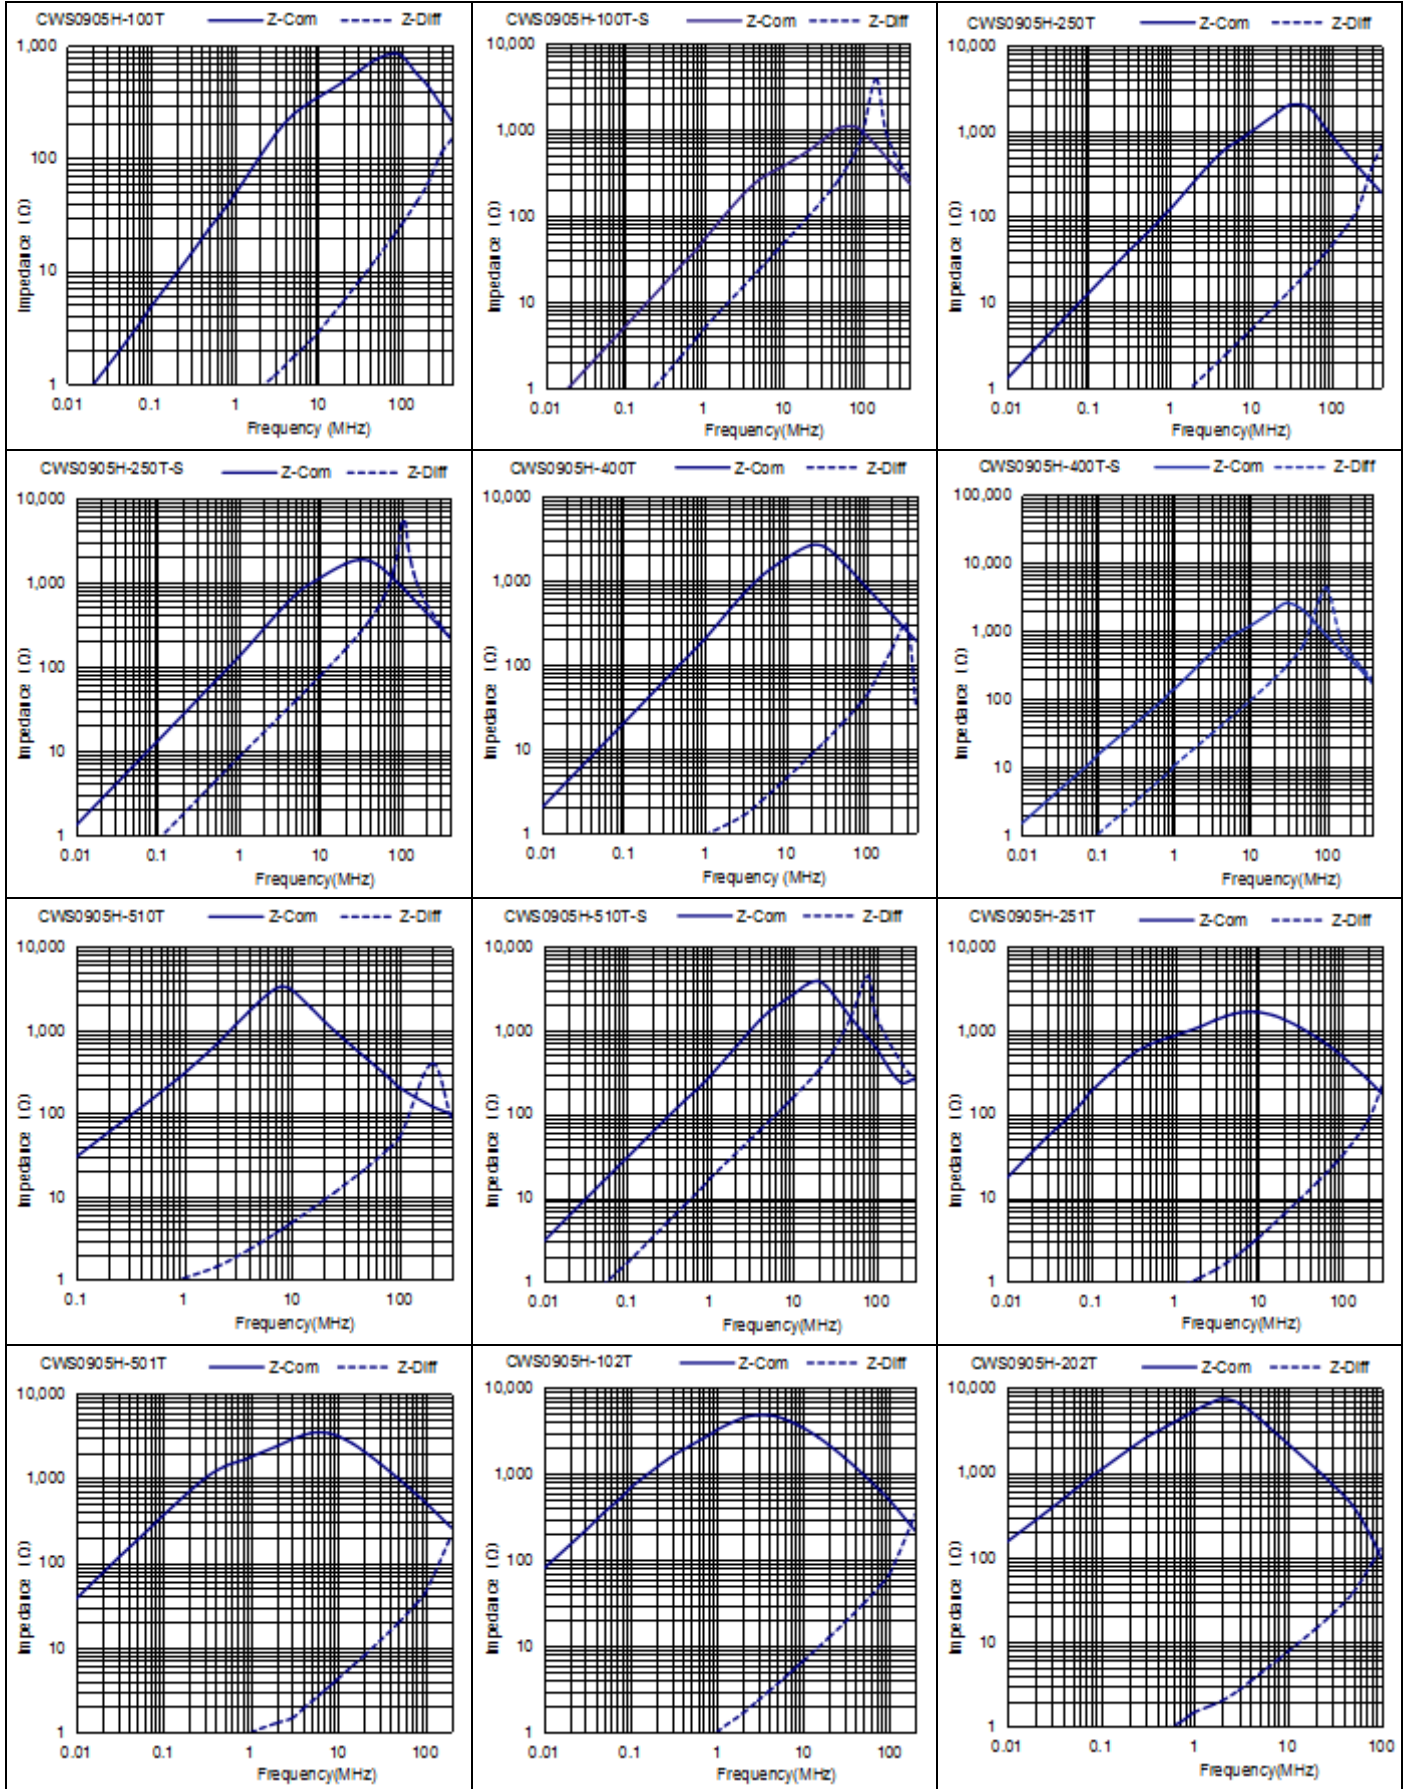 CWS0905H-100T Z-Com Z-Diff
1,000
100
10
1
Impedance (Ω)
0.01 0.1 1 10 100
Frequency (MHz)
CWS0905H-100T-S Z-Com Z-Diff
10,000
1,000
100
10
1
Impedance (Ω)
0.01 0.1 1 10 100
Frequency(MHz)
CWS0905H-250T Z-Com Z-Diff
10,000
1,000
100
10
1
Impedance (Ω)
0.01 0.1 1 10 100
Frequency(MHz)
CWS0905H-250T-S Z-Com Z-Diff
10,000
1,000
100
10
1
Impedance (Ω)
0.01 0.1 1 10 100
Frequency(MHz)
CWS0905H-400T Z-Com Z-Diff
10,000
1,000
100
10
1
Impedance (Ω)
0.01 0.1 1 10 100
Frequency (MHz)
CWS0905H-400T-S Z-Com Z-Diff
100,000
10,000
1,000
100
10
1
Impedance (Ω)
0.01 0.1 1 10 100
Frequency(MHz)
CWS0905H-510T Z-Com Z-Diff
10,000
1,000
100
10
1
Impedance (Ω)
0.1 1 10 100
Frequency(MHz)
CWS0905H-510T-S Z-Com Z-Diff
10,000
1,000
100
10
1
Impedance (Ω)
0.01 0.1 1 10 100
Frequency(MHz)
CWS0905H-251T Z-Com Z-Diff
10,000
1,000
100
10
1
Impedance (Ω)
0.01 0.1 1 10 100
Frequency(MHz)
CWS0905H-501T Z-Com Z-Diff
10,000
1,000
100
10
1
Impedance (Ω)
0.01 0.1 1 10 100
Frequency(MHz)
CWS0905H-102T Z-Com Z-Diff
10,000
1,000
100
10
1
Impedance (Ω)
0.01 0.1 1 10 100
Frequency(MHz)
CWS0905H-202T Z-Com Z-Diff
10,000
1,000
100
10
1
Impedance (Ω)
0.01 0.1 1 10 100
Frequency(MHz)